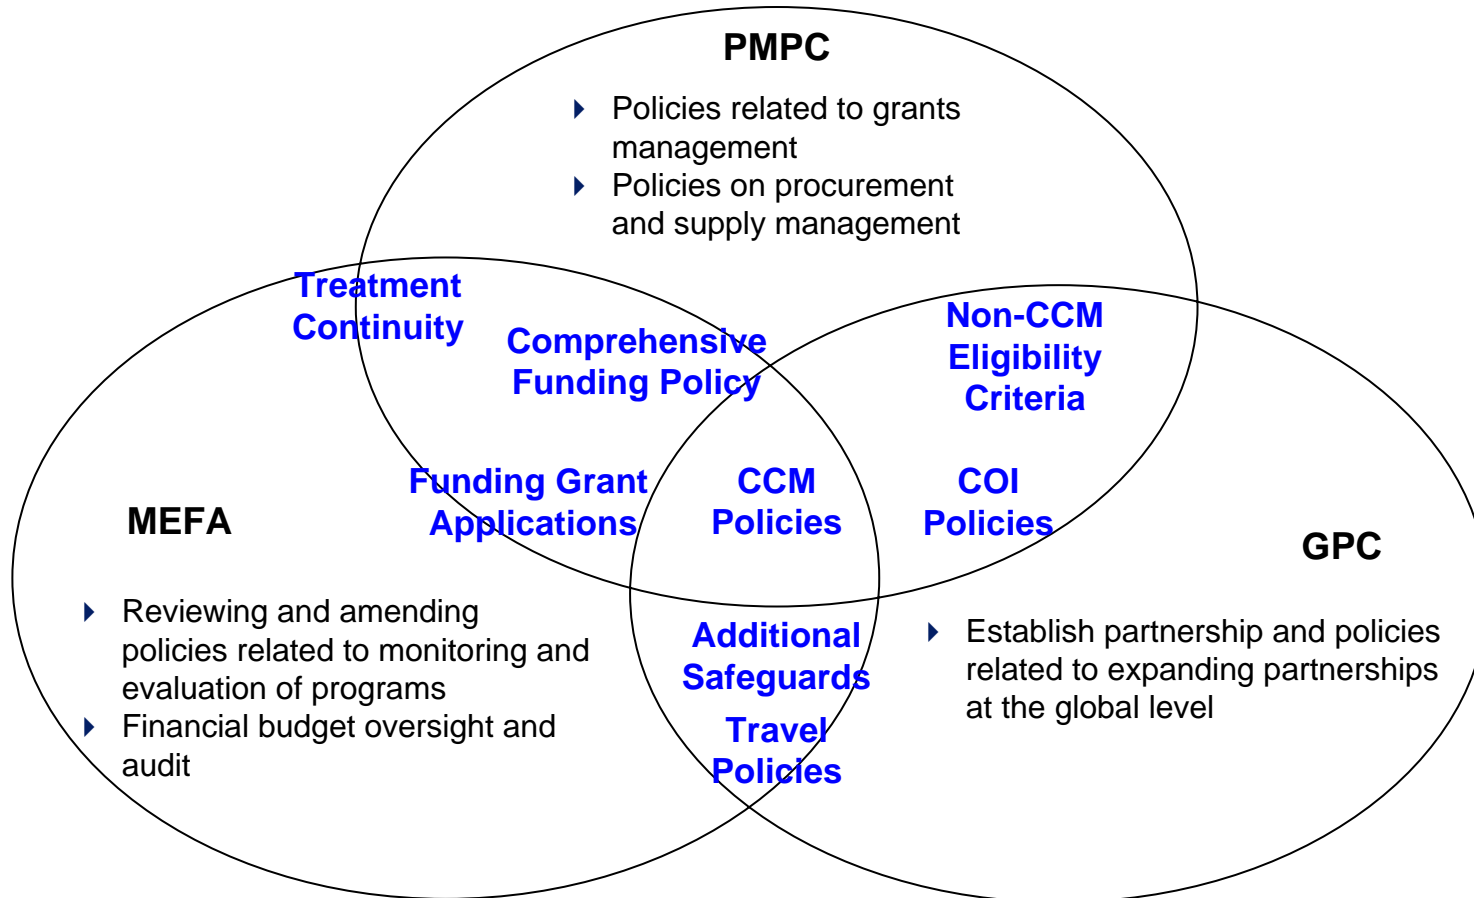 PMPC
Policies related to grants
management
Policies on procurement
and supply management
Treatment
Continuity
Comprehensive
Funding Policy
Non-CCM
Eligibility
Criteria
Funding Grant
Applications
CCM
Policies
COI
Policies
MEFA
GPC
Reviewing and amending
policies related to monitoring and
evaluation of programs
Financial budget oversight and
audit
Additional
Safeguards
Travel
Policies
Establish partnership and policies
related to expanding partnerships
at the global level